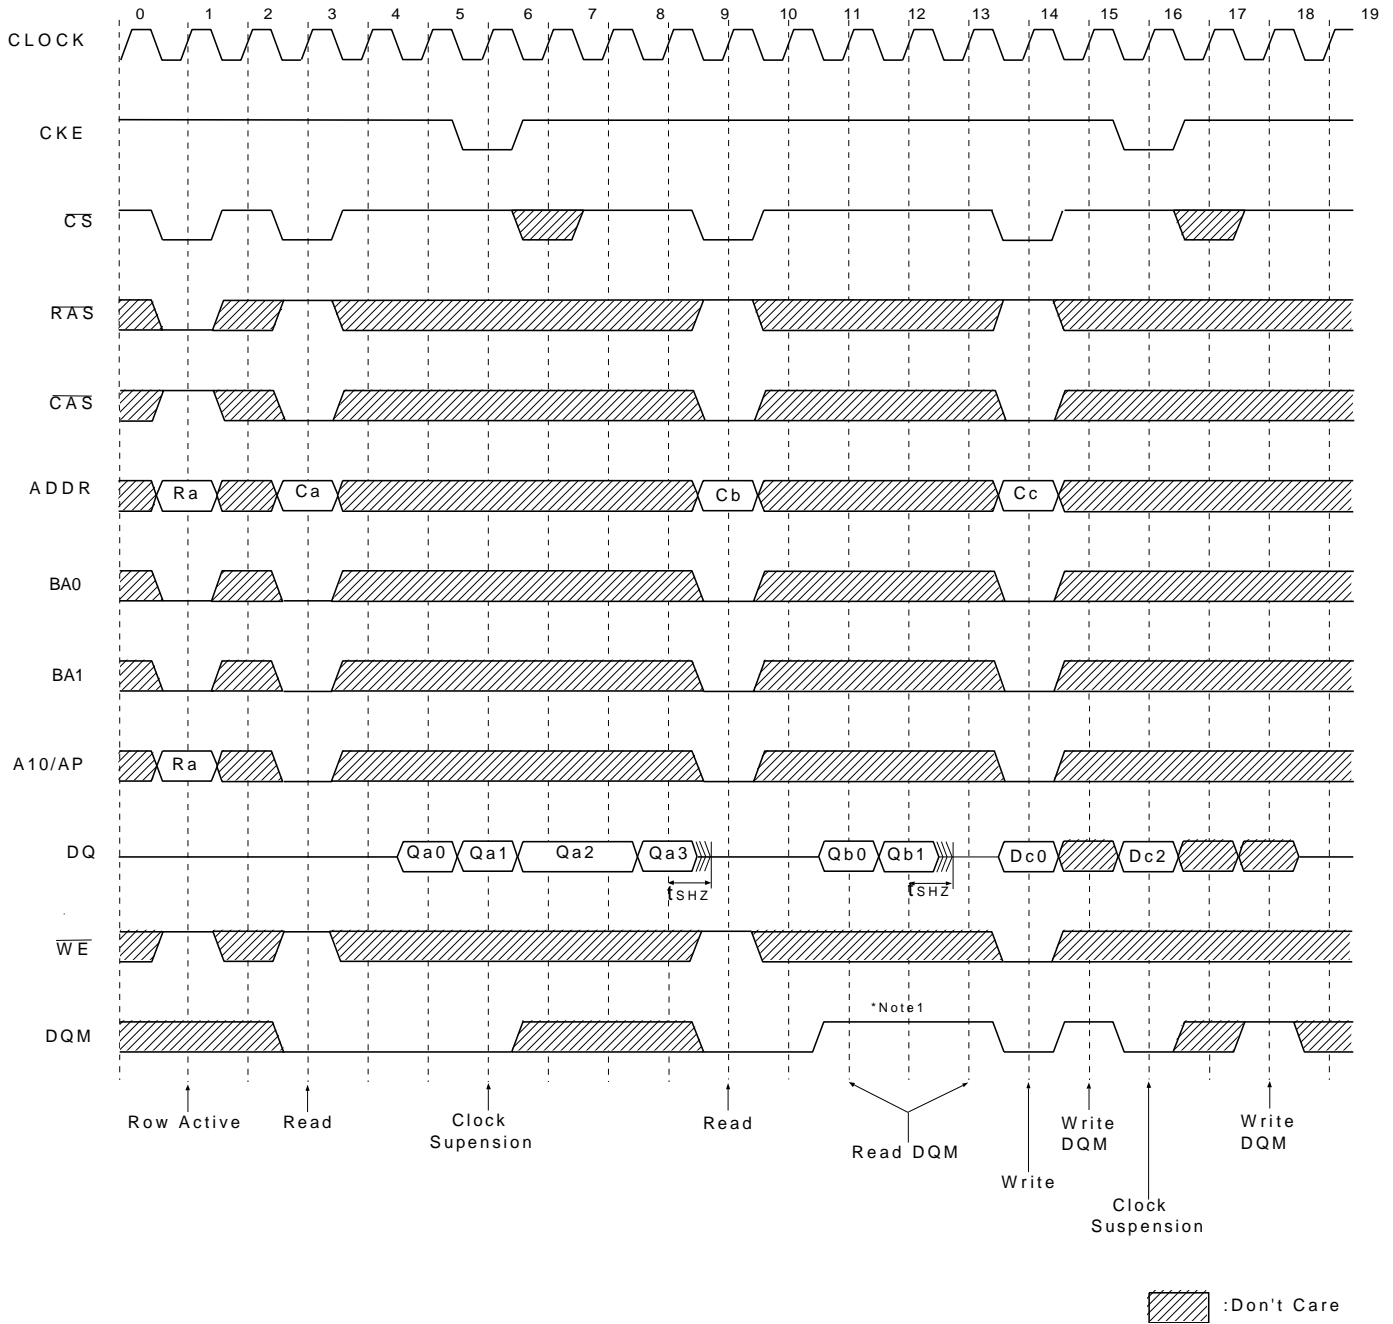 0 1 2 3 4 5 6 7 8 9 10 11 12 13 14 15 16 17 18 19
CLOCK
CKE
CS
RAS
CAS
ADDR Ra Ca Cb Cc
BA0
BA1
A10/AP Ra
DQ Qa0 Qa1 Qa2 Qa3 Qb0 Qb1 Dc0 Dc2
tSHZ tSHZ
WE
*Note1
DQM
Row Active Read Clock Supension Read Read DQM Write Write DQM Clock Suspension Write DQM
:Don't Care